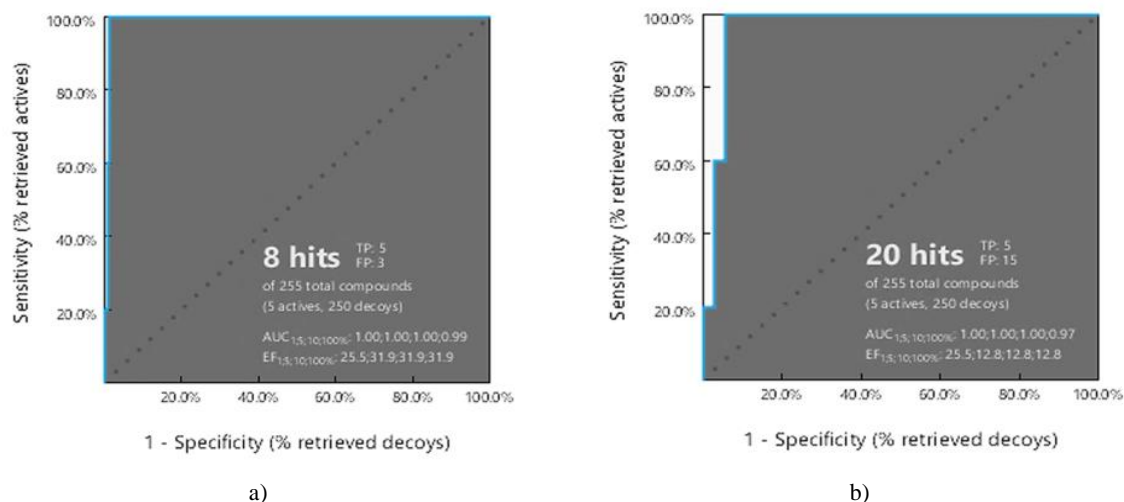 100.0%
80.0%
60.0%
40.0%
20.0%
Sensitivity (% retrieved actives)
8 hits TP: 5
FP: 3
of 255 total compounds
(5 actives, 250 decoys)
AUC1;5;10;100%: 1.00;1.00;1.00;0.99
EF1;5;10;100%: 25.5;31.9;31.9;31.9
20.0% 40.0% 60.0% 80.0% 100.0%
1 - Specificity (% retrieved decoys)
a)
100.0%
80.0%
60.0%
40.0%
20.0%
Sensitivity (% retrieved actives)
20 hits TP: 5
FP: 15
of 255 total compounds
(5 actives, 250 decoys)
AUC1;5;10;100%: 1.00;1.00;1.00;0.97
EF1;5;10;100%: 25.5;12.8;12.8;12.8
20.0% 40.0% 60.0% 80.0% 100.0%
1 - Specificity (% retrieved decoys)
b)